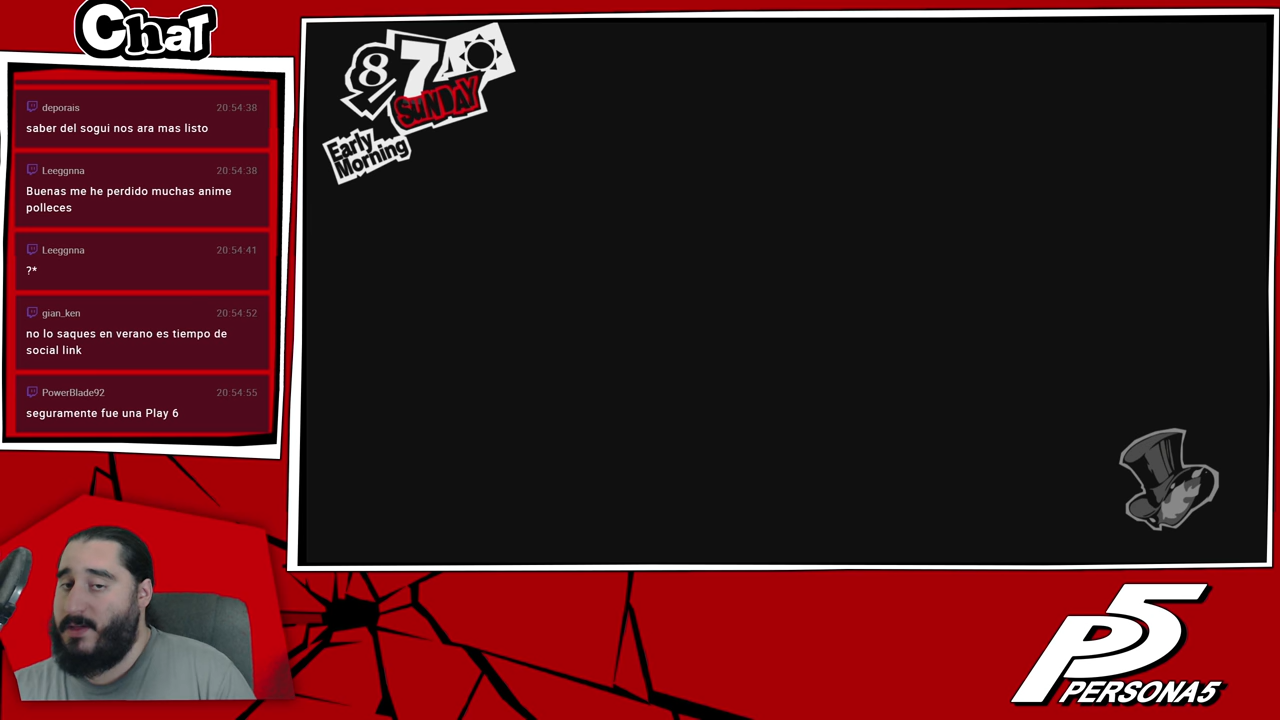 Chat
deporais 20:54:38
saber del sogui nos ara mas listo
Leeggnna 20:54:38
Buenas me he perdido muchas anime
polleces
Leeggnna 20:54:41
?*
gian_ken 20:54:52
no lo saques en verano es tiempo de
social link
PowerBlade92 20:54:55
seguramente fue una Play 6
8/7
SUNDAY
Early
Morning
P5
PERSONA5